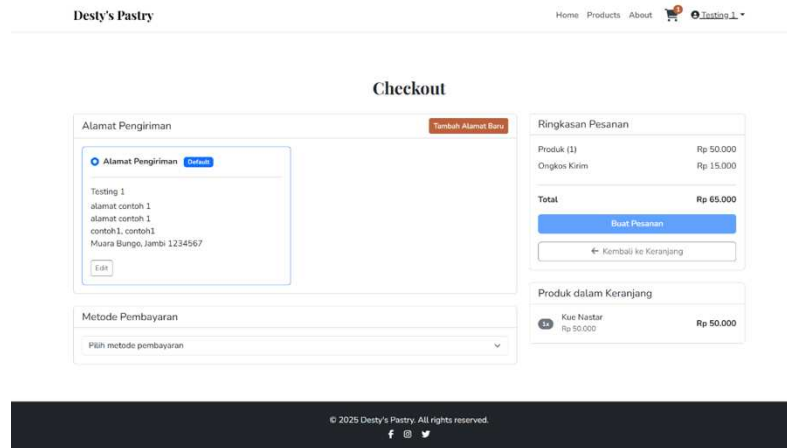 Desty's Pastry
Home Products About 1 Testing 1
Checkout
Alamat Pengiriman
Tambah Alamat Baru
Alamat Pengiriman Default
Testing 1
alamat contoh 1
alamat contoh 1
contoh1, contoh1
Muara Bungo, Jambi 1234567
Edit
Metode Pembayaran
Pilih metode pembayaran
Ringkasan Pesanan
Produk (1) Rp 50.000
Ongkos Kirim Rp 15.000
Total Rp 65.000
Buat Pesanan
← Kembali ke Keranjang
Produk dalam Keranjang
1x Kue Nastar Rp 50.000
Rp 50.000
© 2025 Desty's Pastry. All rights reserved.